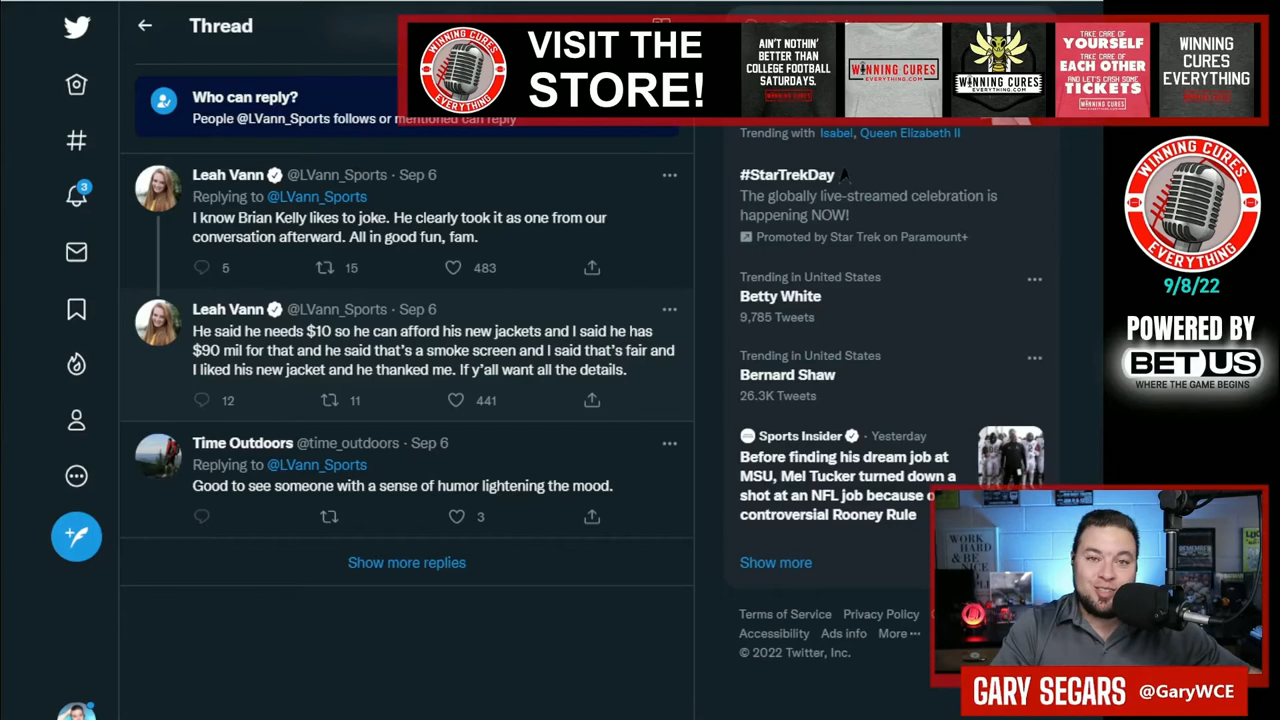 Thread
VISIT THE
STORE!
WINNING CURES
EVERYTHING
AIN'T NOTHIN'
BETTER THAN
COLLEGE FOOTBALL
SATURDAYS.
WINNING CURES
EVERYTHING.COM
WINNING CURES
EVERYTHING.COM
TAKE CARE OF
YOURSELF
TAKE CARE OF
EACH OTHER
AND LET'S CASH SOME
TICKETS
WINNING CURES
WINNING
CURES
EVERYTHING
Who can reply?
People @LVann_Sports follows or mentioned can reply
Leah Vann @LVann_Sports · Sep 6
Replying to @LVann_Sports
I know Brian Kelly likes to joke. He clearly took it as one from our
conversation afterward. All in good fun, fam.
5 15 483
3
Leah Vann @LVann_Sports · Sep 6
He said he needs $10 so he can afford his new jackets and I said he has
$90 mil for that and he said that's a smoke screen and I said that's fair and
I liked his new jacket and he thanked me. If y'all want all the details.
12 11 441
Time Outdoors @time_outdoors · Sep 6
Replying to @LVann_Sports
Good to see someone with a sense of humor lightening the mood.
3
Show more replies
Trending with Isabel, Queen Elizabeth II
#StarTrekDay
The globally live-streamed celebration is
happening NOW!
Promoted by Star Trek on Paramount+
Trending in United States
Betty White
9,785 Tweets
Trending in United States
Bernard Shaw
26.3K Tweets
Sports Insider · Yesterday
Before finding his dream job at
MSU, Mel Tucker turned down a
shot at an NFL job because o
controversial Rooney Rule
Show more
Terms of Service Privacy Policy
Accessibility Ads info More
© 2022 Twitter, Inc.
WINNING CURES
EVERYTHING
9/8/22
POWERED BY
BETUS
WHERE THE GAME BEGINS
WORK
HARD &
BE NICE
GARY SEGARS @GaryWCE